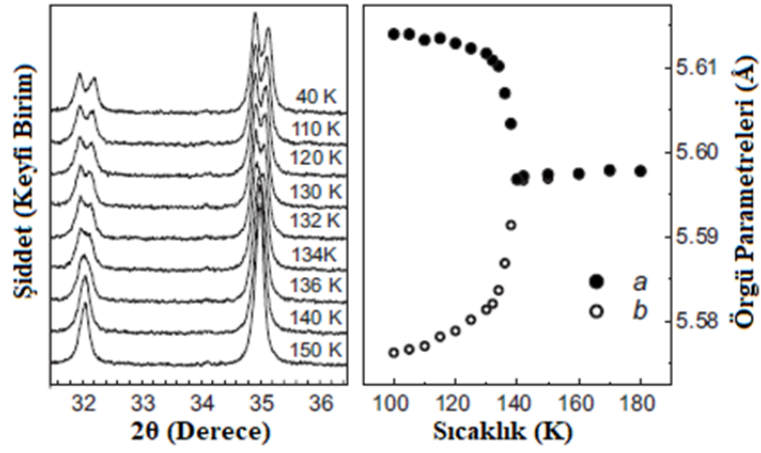 Şiddet (Keyfi Birim)
40 K
110 K
120 K
130 K
132 K
134K
136 K
140 K
150 K
32 33 34 35 36
2θ (Derece)
5.61
5.60
5.59
5.58
a
b
100 120 140 160 180
Sıcaklık (K)
Örgü Parametreleri (Å)